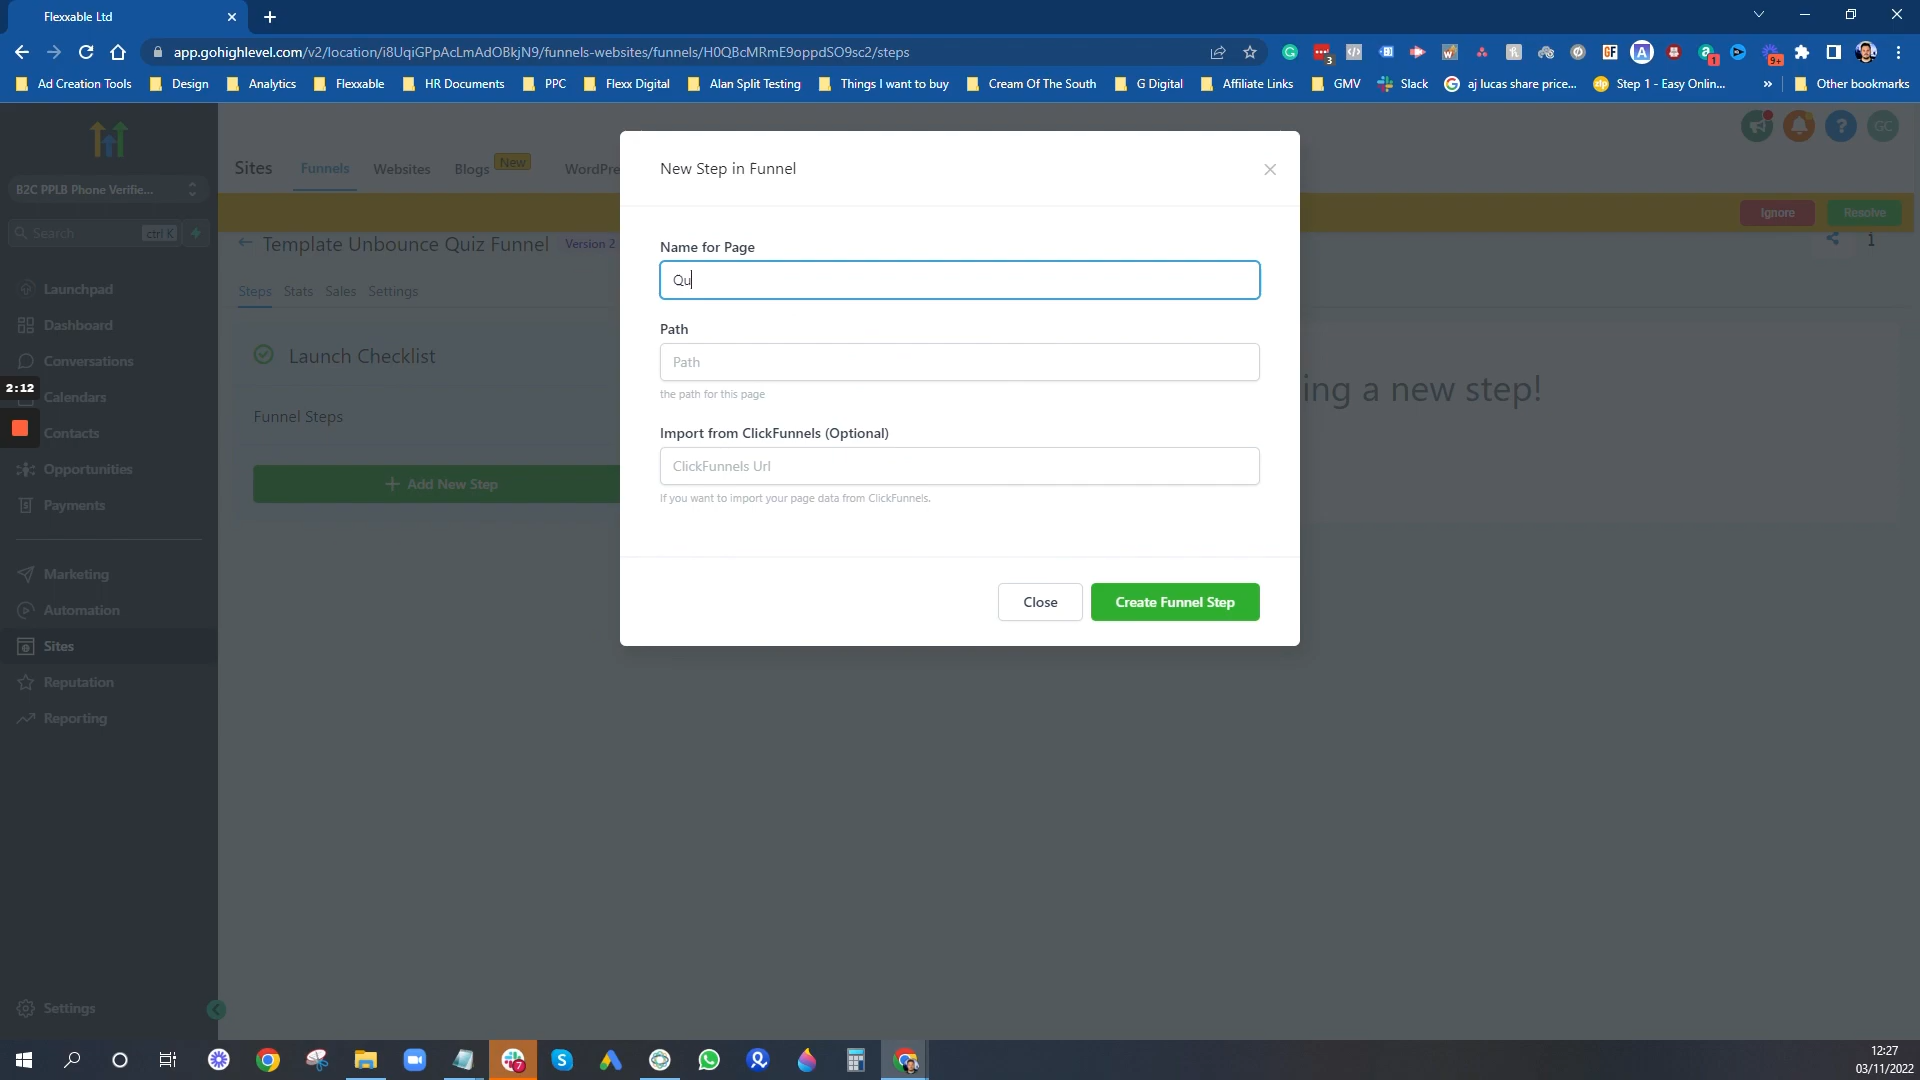 Flexxable Ltd
app.gohighlevel.com/v2/location/i8UqiGPpAcLmAdOBkjN9/funnels-websites/funnels/H0QBcMRmE9oppdSO9sc2/steps
3
1
9+
Ad Creation Tools
Design
Analytics
Flexxable
HR Documents
PPC
Flexx Digital
Alan Split Testing
Things I want to buy
Cream Of The South
G Digital
Affiliate Links
GMV
Slack
aj lucas share price...
Step 1 - Easy Onlin...
»
Other bookmarks
GC
Sites
Funnels
Websites
Blogs
New
WordPre
New Step in Funnel
B2C PPLB Phone Verifie...
Ignore
Resolve
Search
ctrl K
Template Unbounce Quiz Funnel
Version 2
1
Name for Page
Qu
Launchpad
Steps
Stats
Sales
Settings
Dashboard
Path
Path
the path for this page
Launch Checklist
ing a new step!
Conversations
2:12
Calendars
Funnel Steps
Contacts
Import from ClickFunnels (Optional)
ClickFunnels Url
If you want to import your page data from ClickFunnels.
Opportunities
+ Add New Step
Payments
Marketing
Automation
Close
Create Funnel Step
Sites
Reputation
Reporting
Settings
7
12:27
03/11/2022